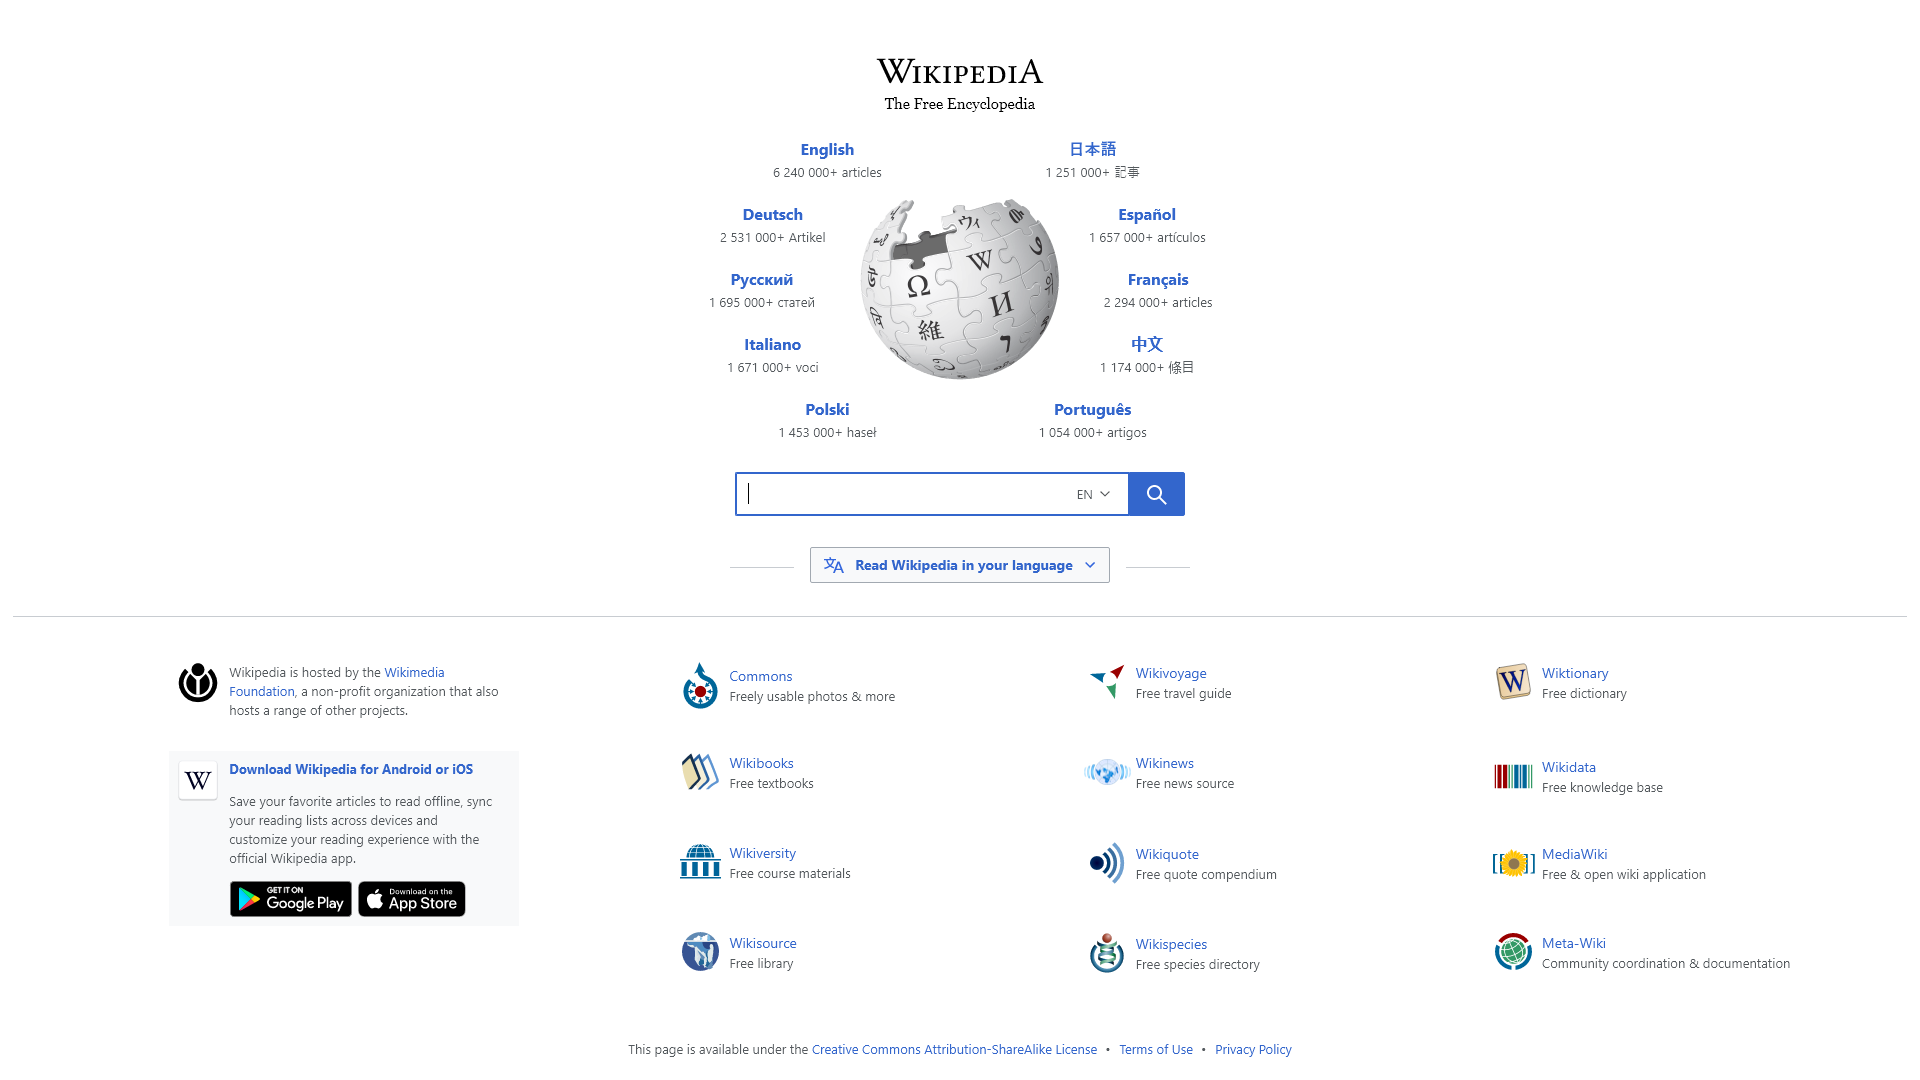 WIKIPEDIA
The Free Encyclopedia
English
6 240 000+ articles
日本語
1 251 000+ 記事
Deutsch
2 531 000+ Artikel
Español
1 657 000+ artículos
Русский
1 695 000+ статей
Français
2 294 000+ articles
Italiano
1 671 000+ voci
中文
1 174 000+ 條目
Polski
1 453 000+ haseł
Português
1 054 000+ artigos
Ω
W
И
維
ウィ
EN
Read Wikipedia in your language
Wikipedia is hosted by the Wikimedia
Foundation, a non-profit organization that also
hosts a range of other projects.
W
Download Wikipedia for Android or iOS
Save your favorite articles to read offline, sync
your reading lists across devices and
customize your reading experience with the
official Wikipedia app.
GET IT ON
Google Play
Download on the
App Store
Commons
Freely usable photos & more
Wikivoyage
Free travel guide
W
Wiktionary
Free dictionary
Wikibooks
Free textbooks
Wikinews
Free news source
Wikidata
Free knowledge base
Wikiversity
Free course materials
Wikiquote
Free quote compendium
MediaWiki
Free & open wiki application
Wikisource
Free library
Wikispecies
Free species directory
Meta-Wiki
Community coordination & documentation
This page is available under the Creative Commons Attribution-ShareAlike License • Terms of Use • Privacy Policy